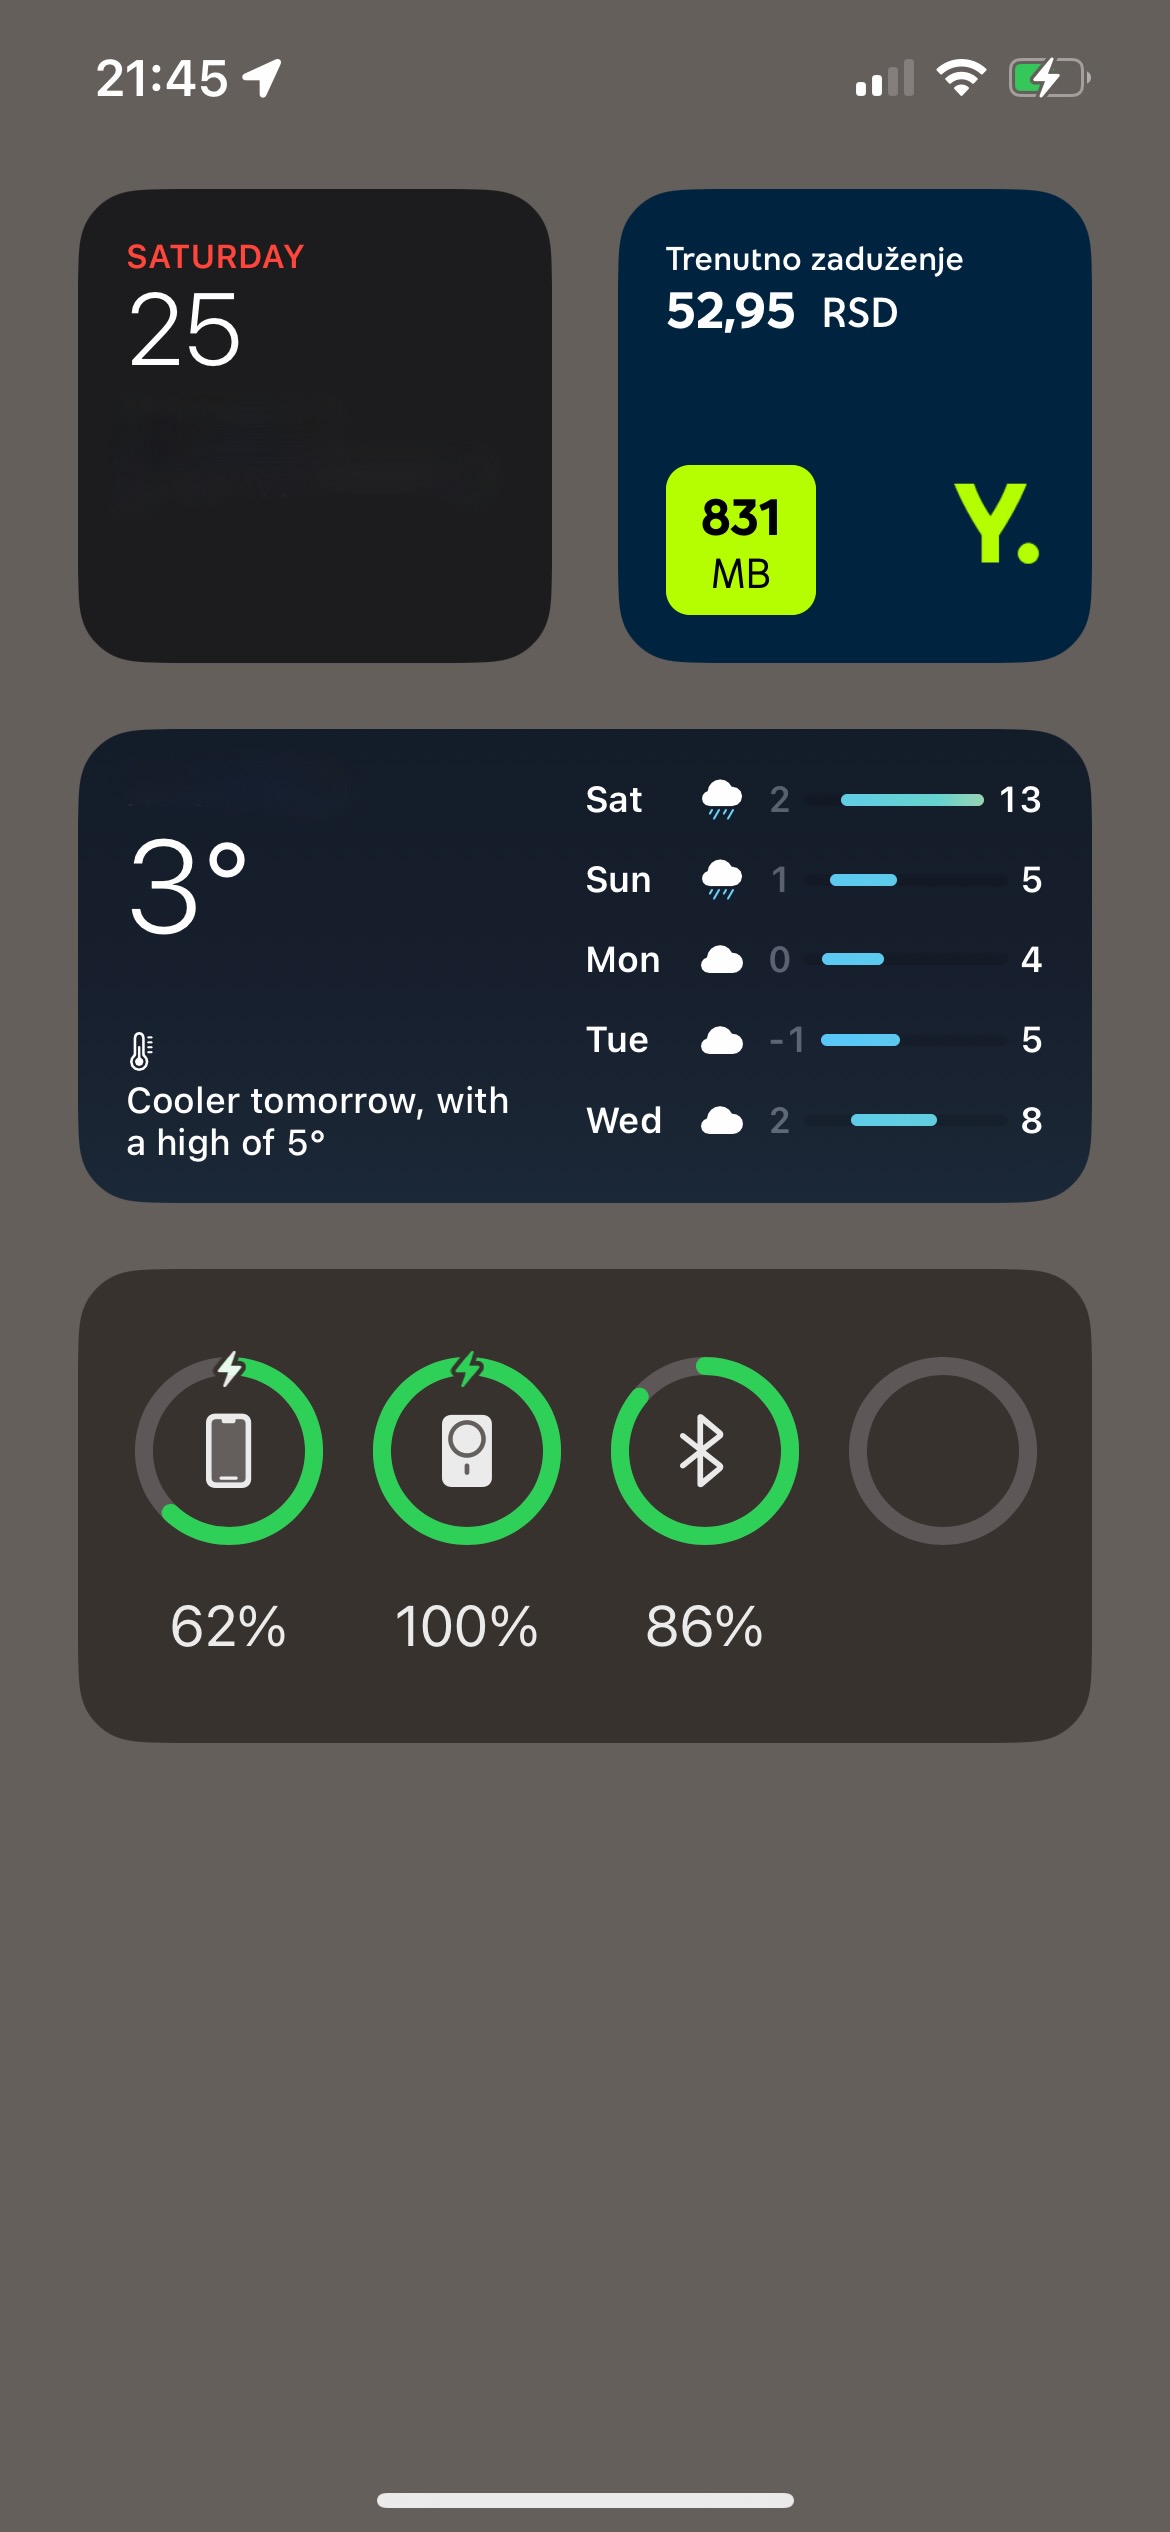 21:45
SATURDAY
25
Trenutno zaduženje
52,95 RSD
831
MB
Y.
3°
Cooler tomorrow, with
a high of 5°
Sat 2 13
Sun 1 5
Mon 0 4
Tue -1 5
Wed 2 8
62% 100% 86%